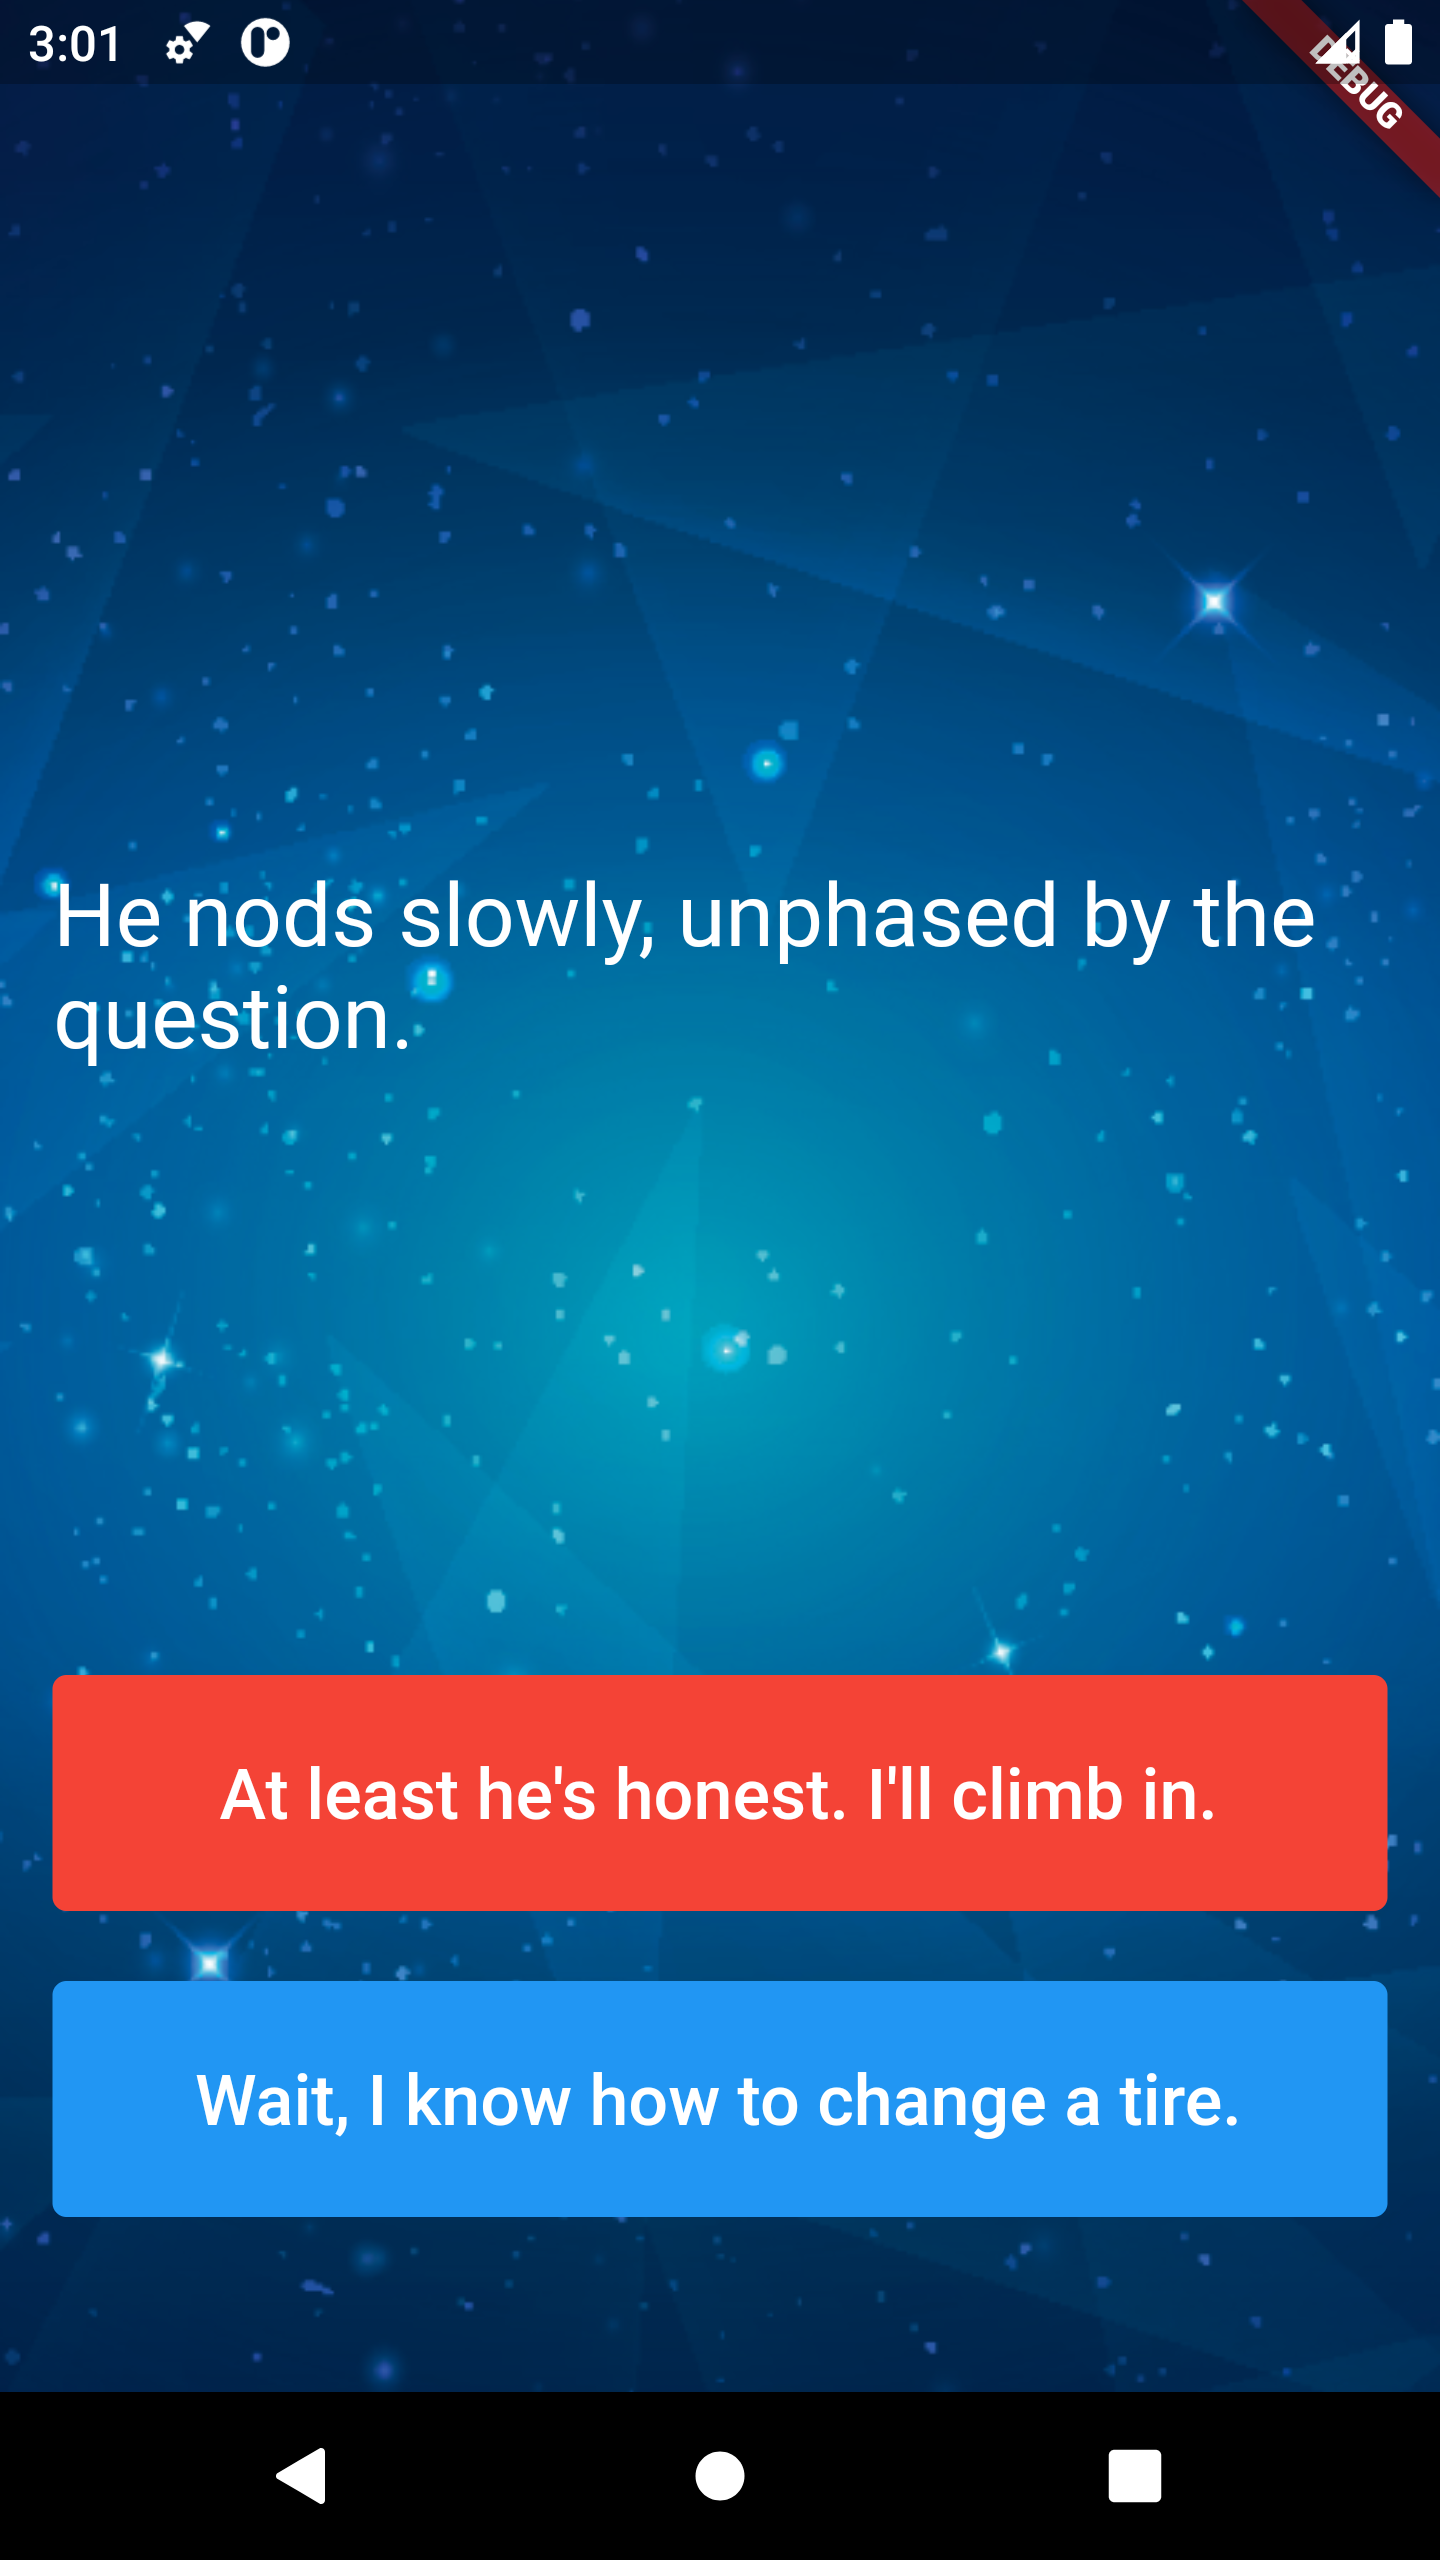 3:01
DEBUG
He nods slowly, unphased by the
question.
At least he's honest. I'll climb in.
Wait, I know how to change a tire.